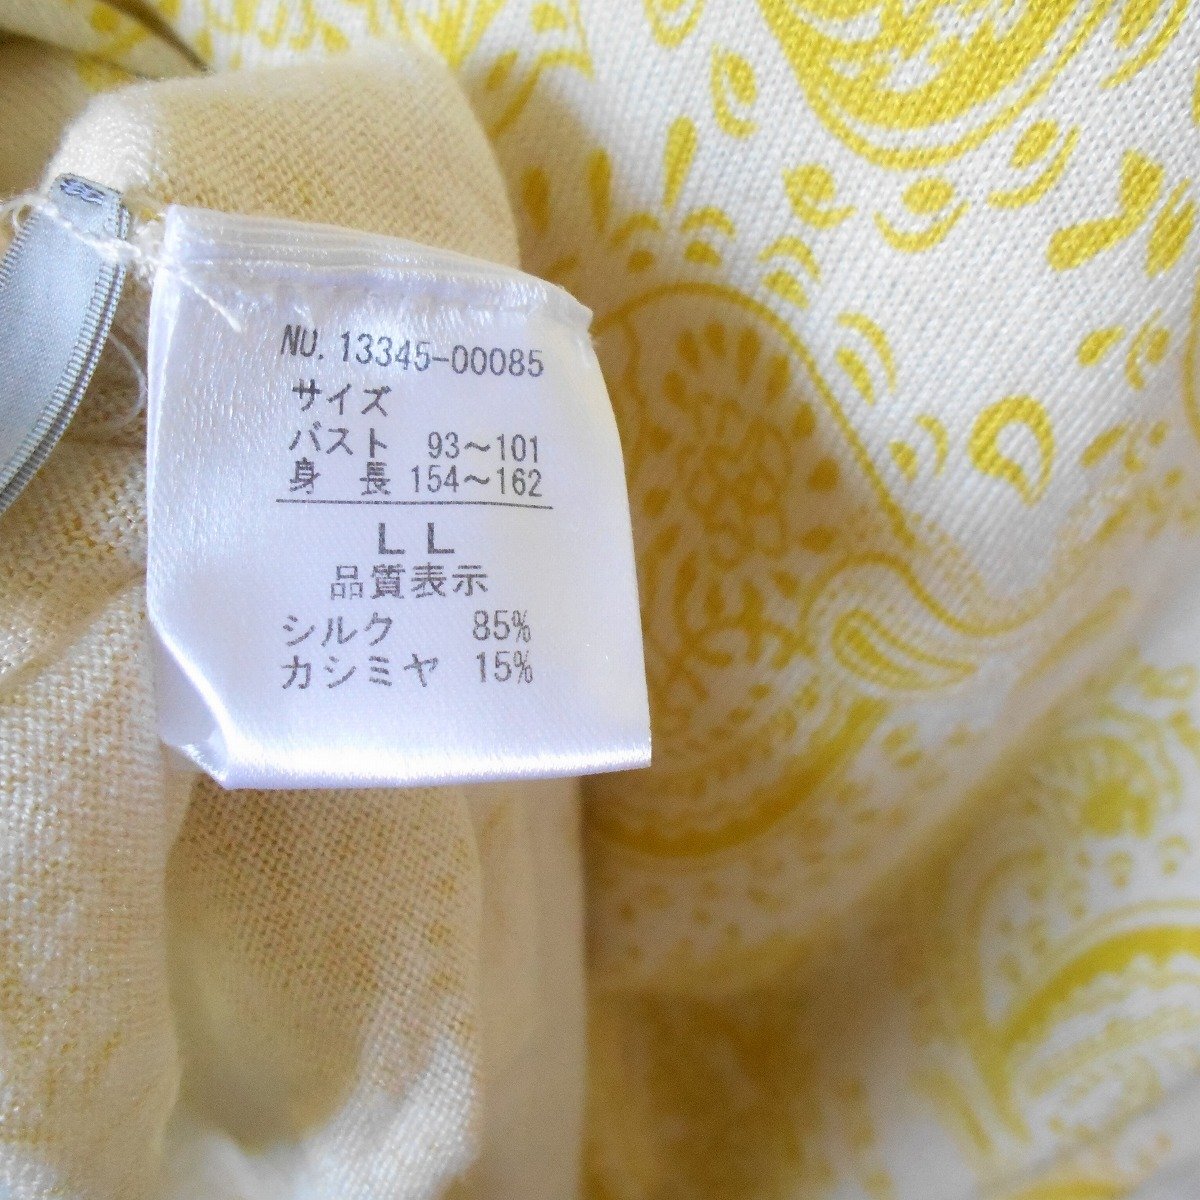 NU. 13345-00085
サイズ
バスト 93～101
身 長 154～162
LL
品質表示
シルク 85%
カシミヤ 15%